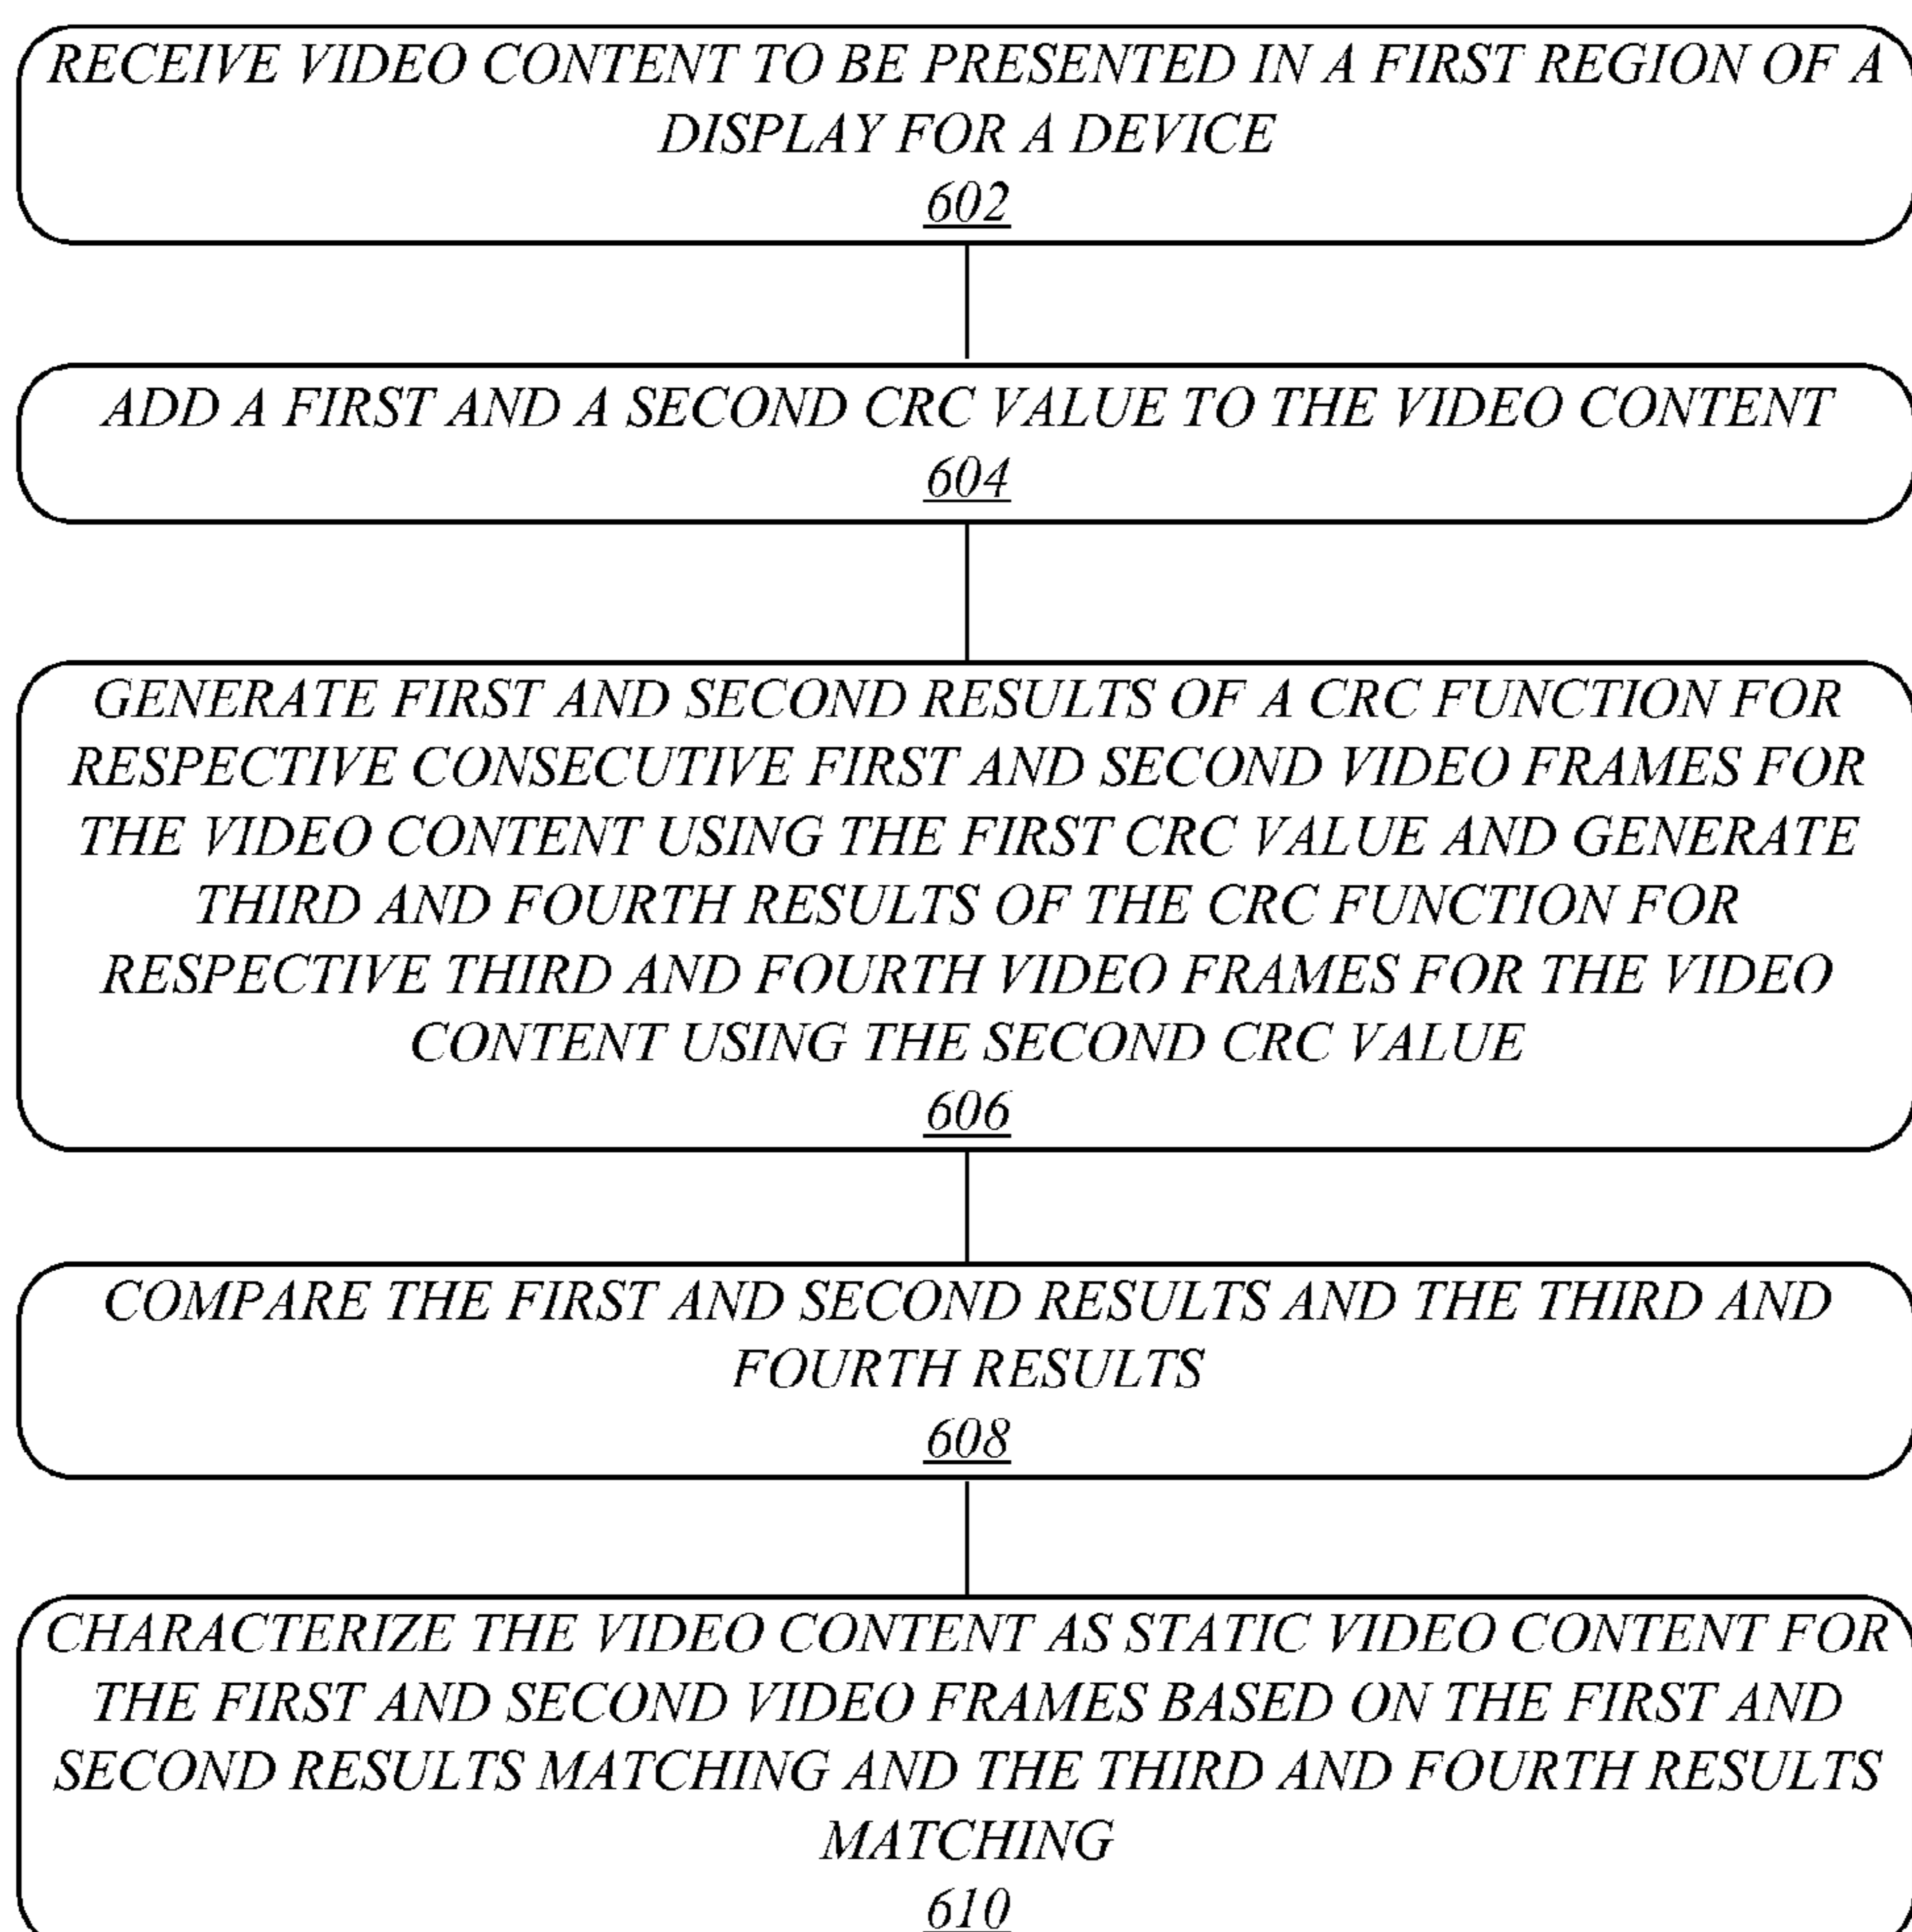 RECEIVE VIDEO CONTENT TO BE PRESENTED IN A FIRST REGION OF A
DISPLAY FOR A DEVICE
602
ADD A FIRST AND A SECOND CRC VALUE TO THE VIDEO CONTENT
604
GENERATE FIRST AND SECOND RESULTS OF A CRC FUNCTION FOR
RESPECTIVE CONSECUTIVE FIRST AND SECOND VIDEO FRAMES FOR
THE VIDEO CONTENT USING THE FIRST CRC VALUE AND GENERATE
THIRD AND FOURTH RESULTS OF THE CRC FUNCTION FOR
RESPECTIVE THIRD AND FOURTH VIDEO FRAMES FOR THE VIDEO
CONTENT USING THE SECOND CRC VALUE
606
COMPARE THE FIRST AND SECOND RESULTS AND THE THIRD AND
FOURTH RESULTS
608
CHARACTERIZE THE VIDEO CONTENT AS STATIC VIDEO CONTENT FOR
THE FIRST AND SECOND VIDEO FRAMES BASED ON THE FIRST AND
SECOND RESULTS MATCHING AND THE THIRD AND FOURTH RESULTS
MATCHING
610